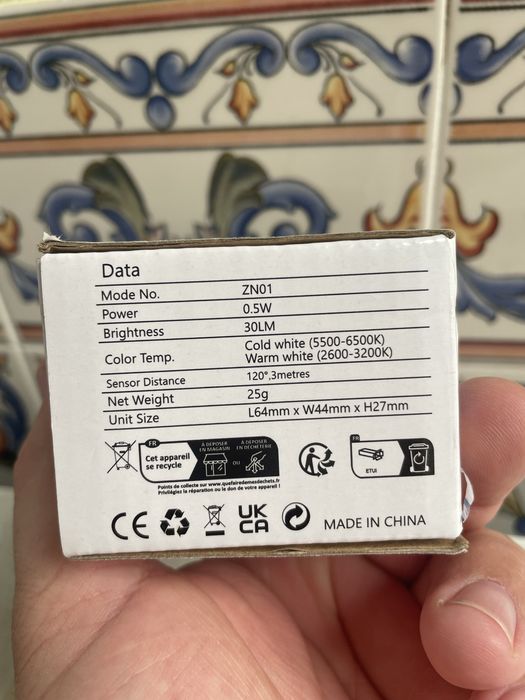 Data
Mode No. ZN01
Power 0.5W
Brightness 30LM
Color Temp. Cold white (5500-6500K)
Warm white (2600-3200K)
Sensor Distance 120°,3metres
Net Weight 25g
Unit Size L64mm x W44mm x H27mm
FR
Cet appareil
se recycle
À DÉPOSER
EN MAGASIN
OU
À DÉPOSER
EN DÉCHÈTERIE
Points de collecte sur www.quefairedemesdechets.fr
Privilégiez la réparation ou le don de votre appareil !
FR
ETUI
CE
UK
CA
MADE IN CHINA